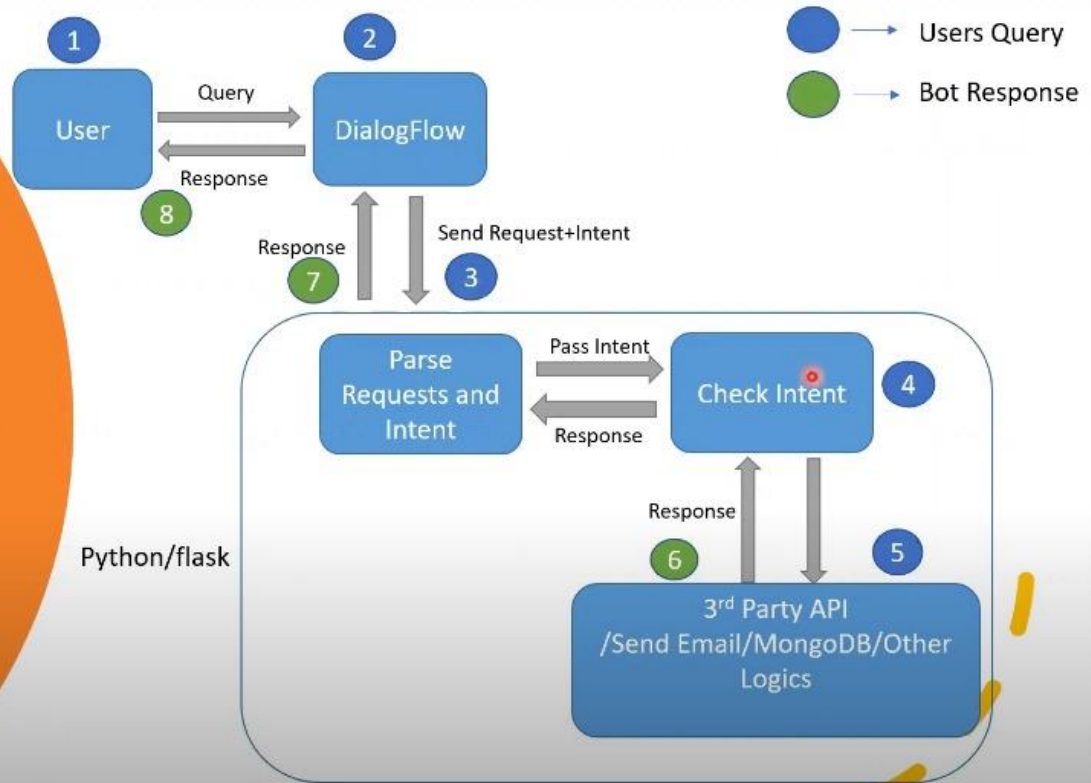 1
2
Users Query
Query
User
DialogFlow
Bot Response
Response
8
Response
Send Request+Intent
7
3
Parse
Requests and
Intent
Pass Intent
Response
Check Intent
4
Response
Python/flask
6
5
3rd Party API
/Send Email/MongoDB/Other
Logics